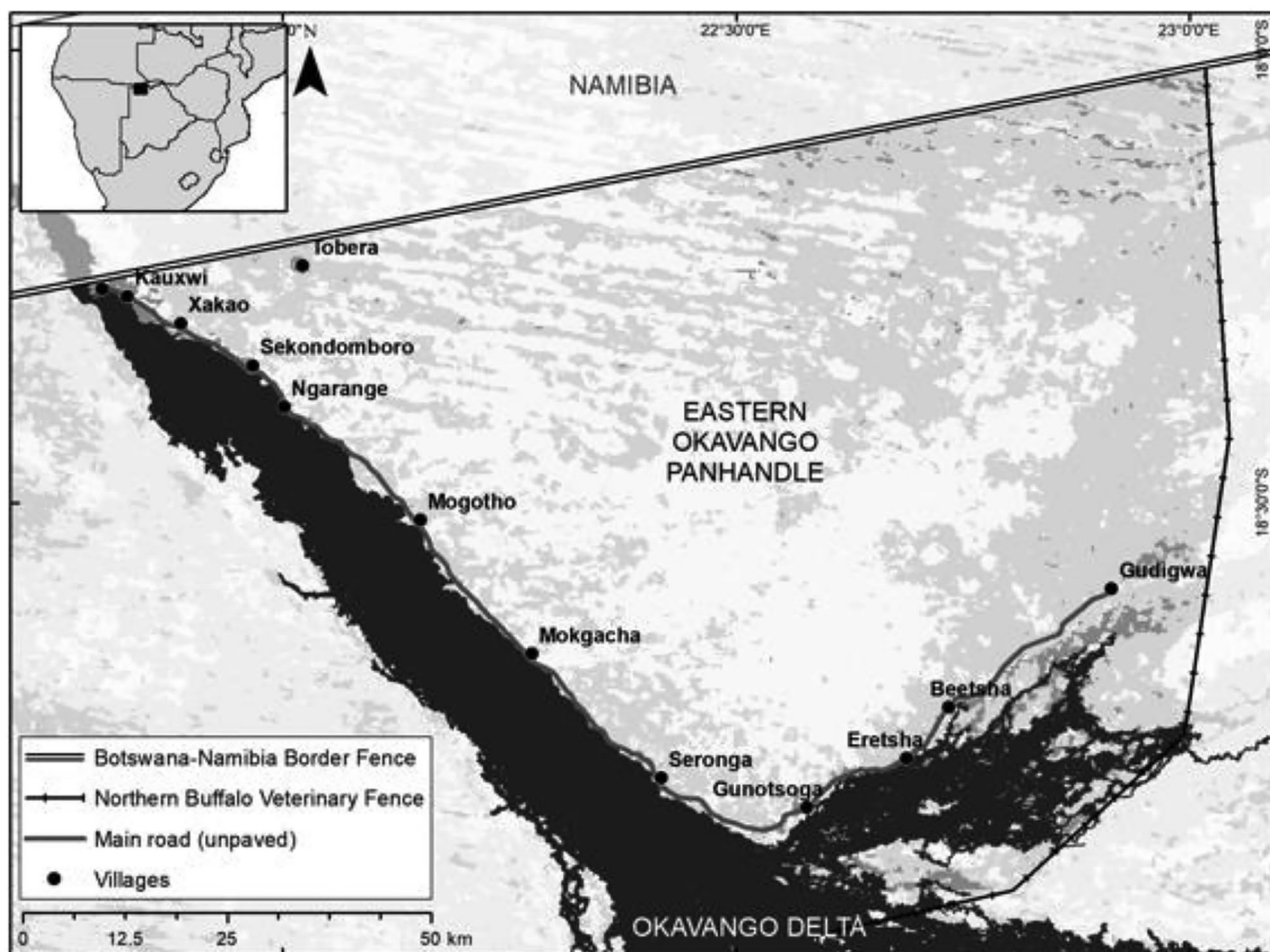 0"N
22°30'0"E
23°0'0"E
18°0'0"S
NAMIBIA
Tobera
Kauxwi
Xakao
Sekondomboro
Ngarange
EASTERN
OKAVANGO
PANHANDLE
18°30'0"S
Mogotho
Gudigwa
Mokgacha
Beetsha
Eretsha
Seronga
Gunotsoga
Botswana-Namibia Border Fence
Northern Buffalo Veterinary Fence
Main road (unpaved)
Villages
0 12.5 25 50 km
OKAVANGO DELTA